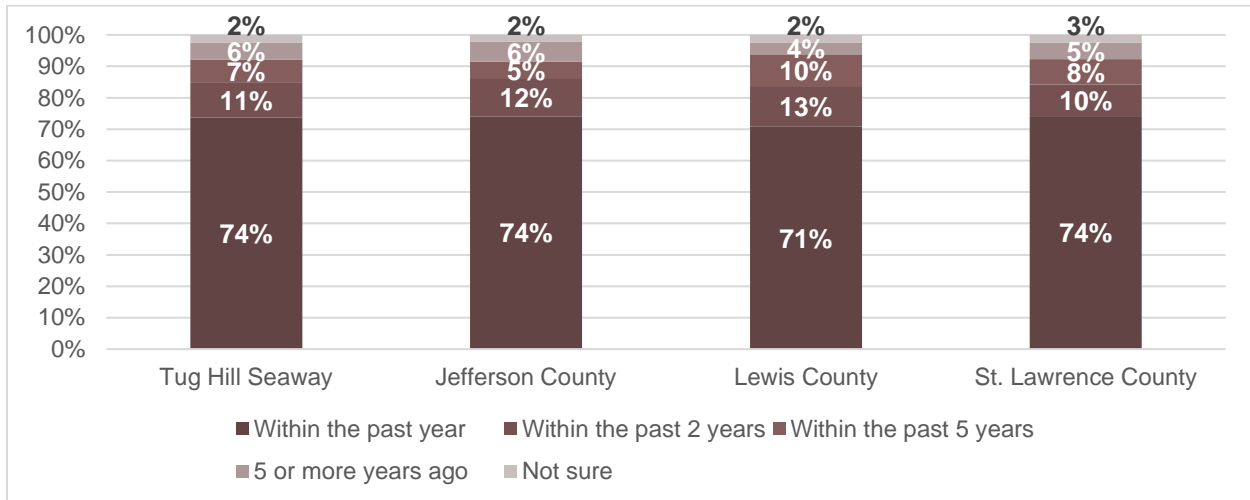 2% 2% 2% 3%
100%
6% 6% 4% 5%
90%
7% 5% 10% 8%
80%
11% 12% 13% 10%
70%
60%
50%
40%
74% 74% 71% 74%
30%
20%
10%
0%
Tug Hill Seaway Jefferson County Lewis County St. Lawrence County
Within the past year Within the past 2 years Within the past 5 years
5 or more years ago Not sure